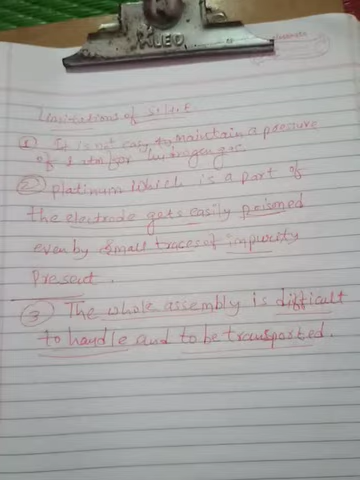 KLEO
Limitations of S.H.E
① It is not easy to maintain a pressure
of 1 atm for hydrogen gas.
② Platinum which is a part of
the electrode gets easily poisoned
even by small traces of impurity
present.
③ The whole assembly is difficult
to handle and to be transported.